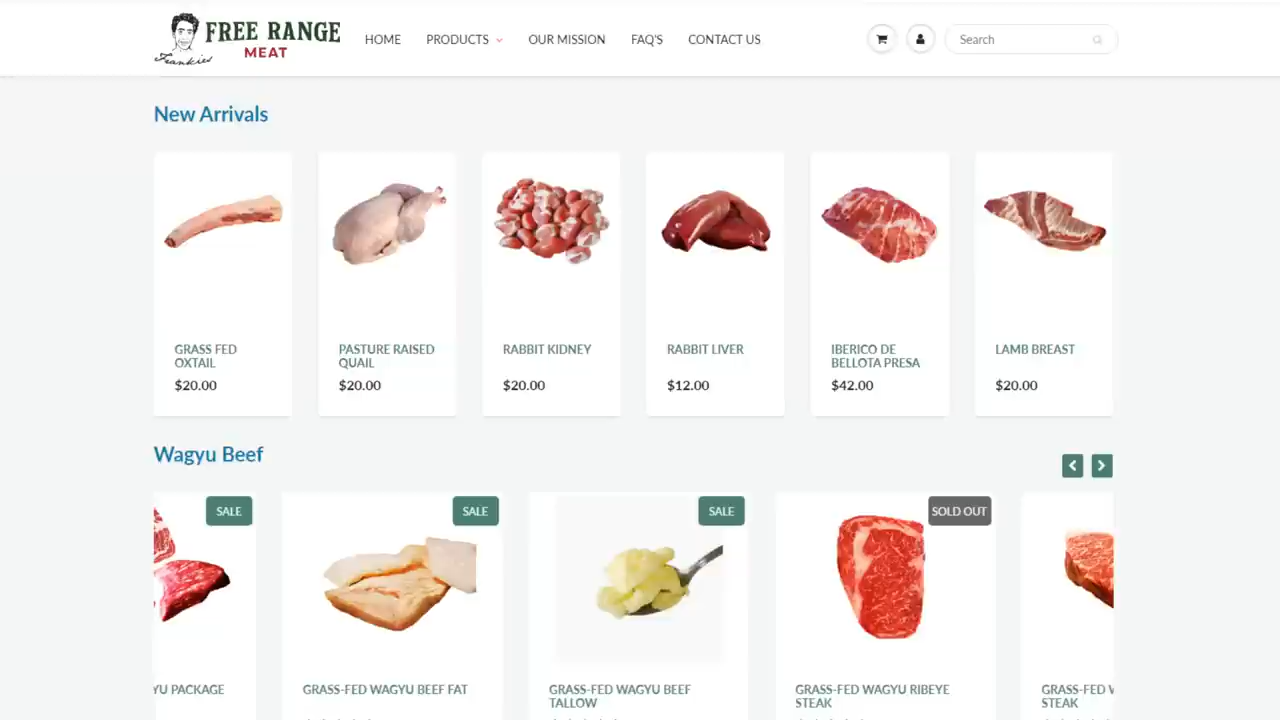 Frankies FREE RANGE
MEAT
HOME PRODUCTS OUR MISSION FAQ'S CONTACT US Search
New Arrivals
GRASS FED
OXTAIL
$20.00
PASTURE RAISED
QUAIL
$20.00
RABBIT KIDNEY
$20.00
RABBIT LIVER
$12.00
IBERICO DE
BELLOTA PRESA
$42.00
LAMB BREAST
$20.00
Wagyu Beef
SALE
YU PACKAGE
SALE
GRASS-FED WAGYU BEEF FAT
SALE
GRASS-FED WAGYU BEEF
TALLOW
SOLD OUT
GRASS-FED WAGYU RIBEYE
STEAK
GRASS-FED W
STEAK